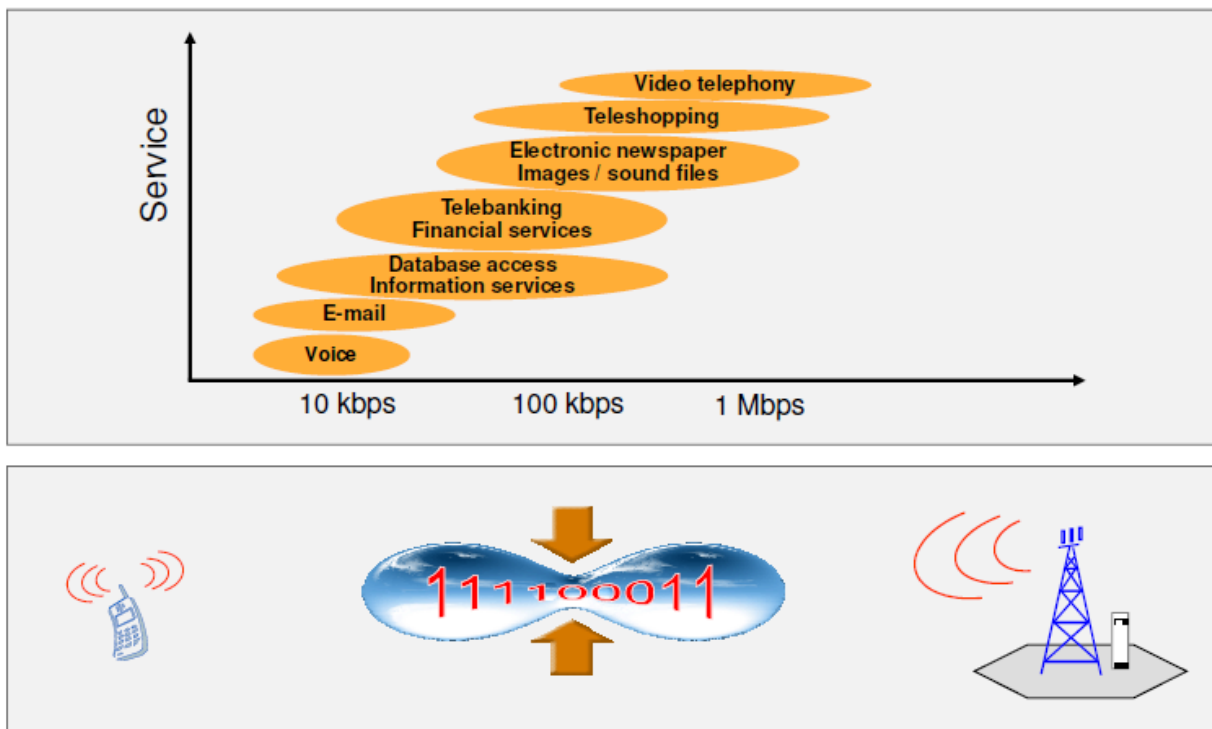 Service
Video telephony
Teleshopping
Electronic newspaper
Images / sound files
Telebanking
Financial services
Database access
Information services
E-mail
Voice
10 kbps 100 kbps 1 Mbps
111100011